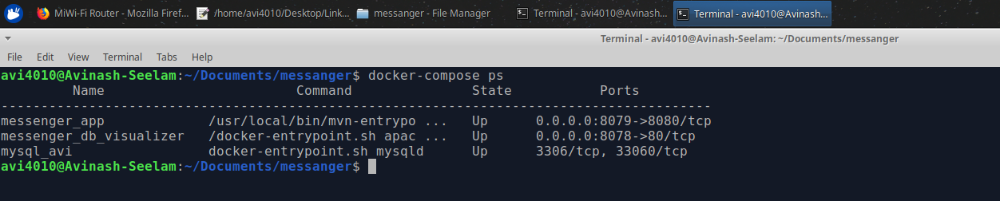 MiWi-Fi Router - Mozilla Firef... /home/avi4010/Desktop/Link... messanger - File Manager Terminal - avi4010@Avinash... Terminal - avi4010@Avinash...
Terminal - avi4010@Avinash-Seelam: ~/Documents/messanger
File Edit View Terminal Tabs Help
avi4010@Avinash-Seelam:~/Documents/messanger$ docker-compose ps
Name Command State Ports
-----------------------------------------------------------------------------------------
messenger_app /usr/local/bin/mvn-entrypo ... Up 0.0.0.0:8079->8080/tcp
messenger_db_visualizer /docker-entrypoint.sh apac ... Up 0.0.0.0:8078->80/tcp
mysql_avi docker-entrypoint.sh mysqld Up 3306/tcp, 33060/tcp
avi4010@Avinash-Seelam:~/Documents/messanger$